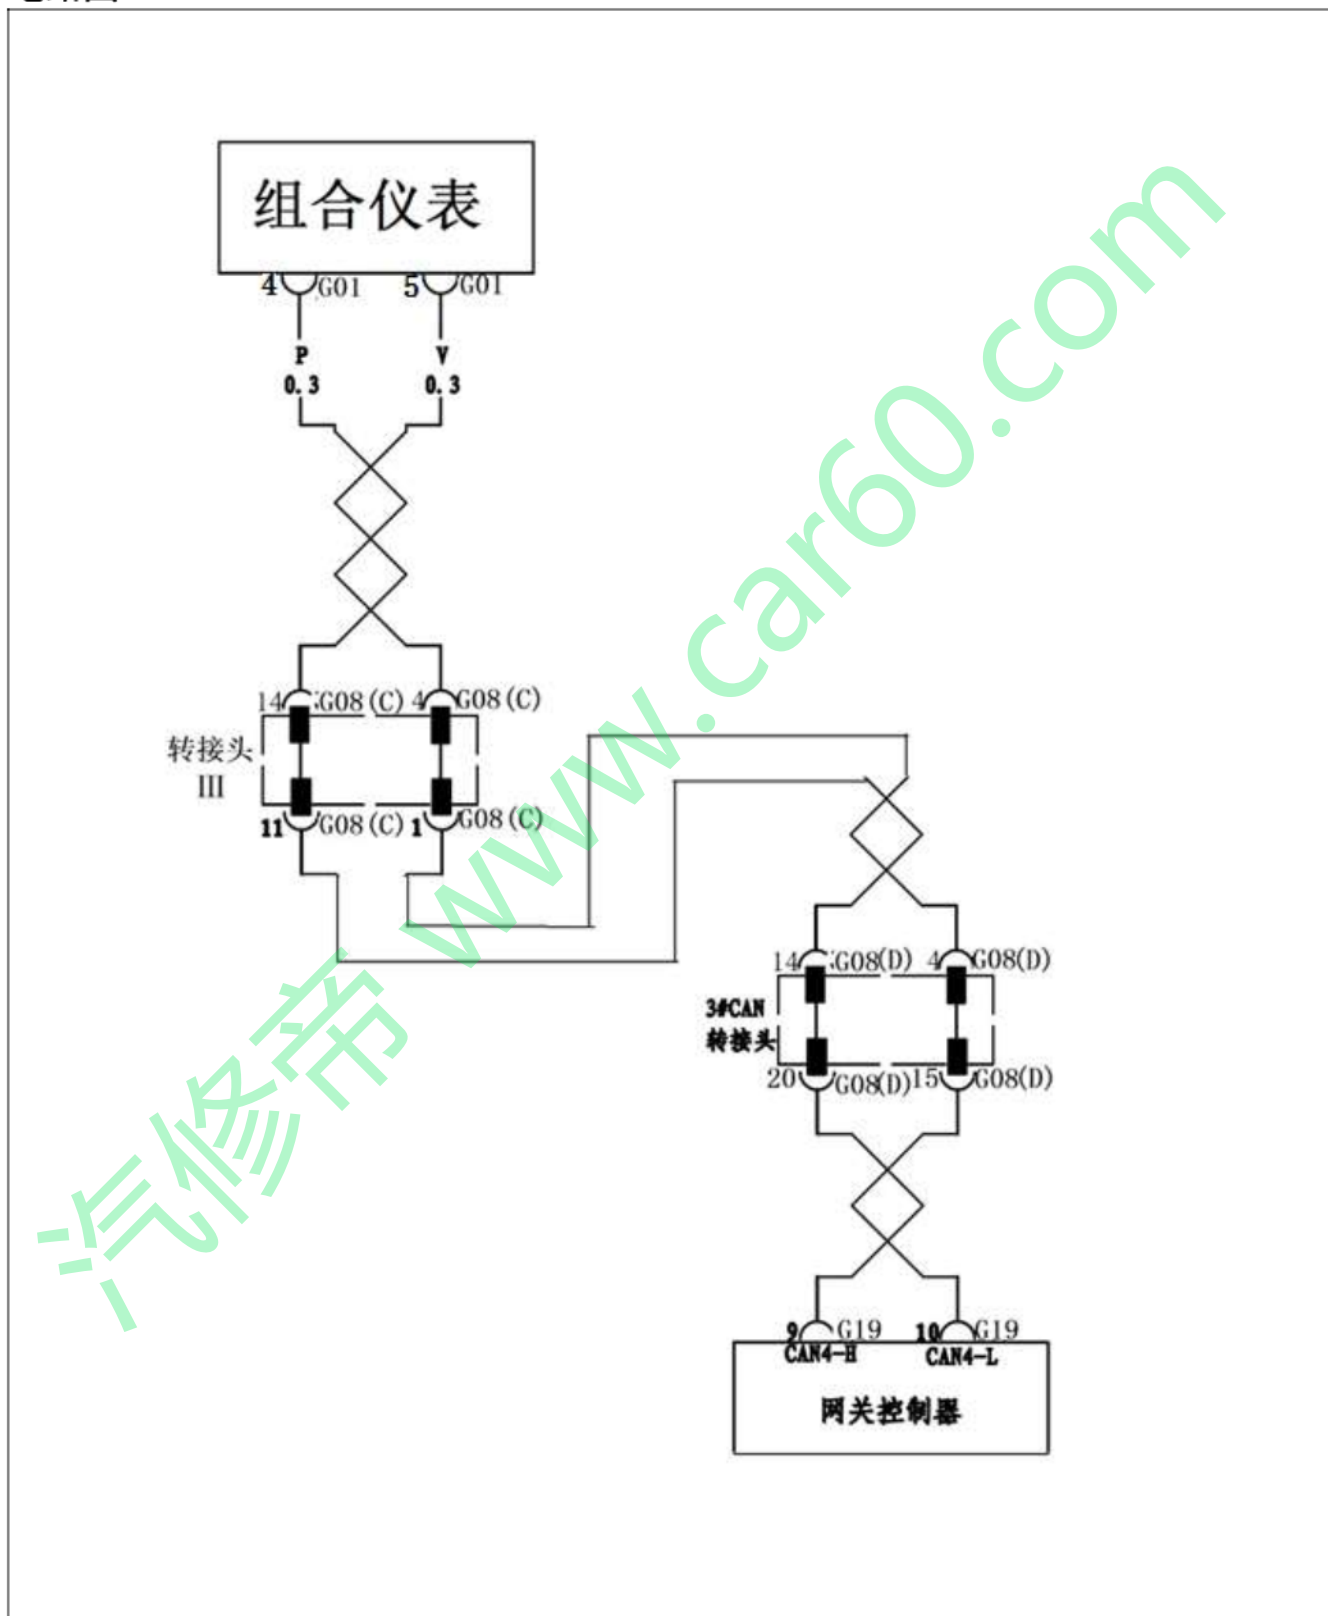 组合仪表
4 G01 5 G01
P V
0.3 0.3
14 G08(C) 4 G08(C)
转接头
III
11 G08(C) 1 G08(C)
14 G08(D) 4 G08(D)
3#CAN
转接头
20 G08(D) 15 G08(D)
9 G19 10 G19
CAN4-H CAN4-L
网关控制器
汽修帝 www.car60.com